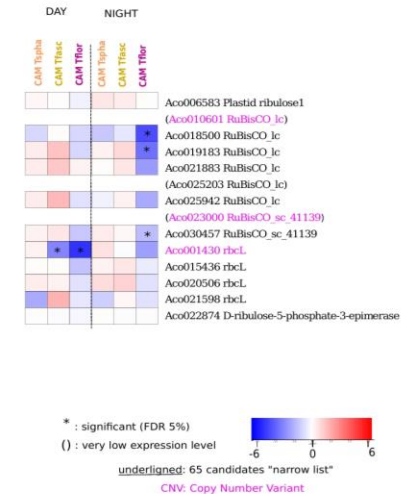 DAY NIGHT
CAM Tspha CAM Tfasc CAM Tflor CAM Tspha CAM Tfasc CAM Tflor
Aco006583 Plastid ribulose1
(Aco010601 RuBisCO_lc)
* Aco018500 RuBisCO_lc
* Aco019183 RuBisCO_lc
Aco021883 RuBisCO_lc
(Aco025203 RuBisCO_lc)
Aco025942 RuBisCO_lc
(Aco023000 RuBisCO_sc_41139)
* Aco030457 RuBisCO_sc_41139
* * Aco001430 rbcL
Aco015436 rbcL
Aco020506 rbcL
Aco021598 rbcL
Aco022874 D-ribulose-5-phosphate-3-epimerase
* : significant (FDR 5%)
() : very low expression level
-6 0 6
underligned: 65 candidates "narrow list"
CNV: Copy Number Variant